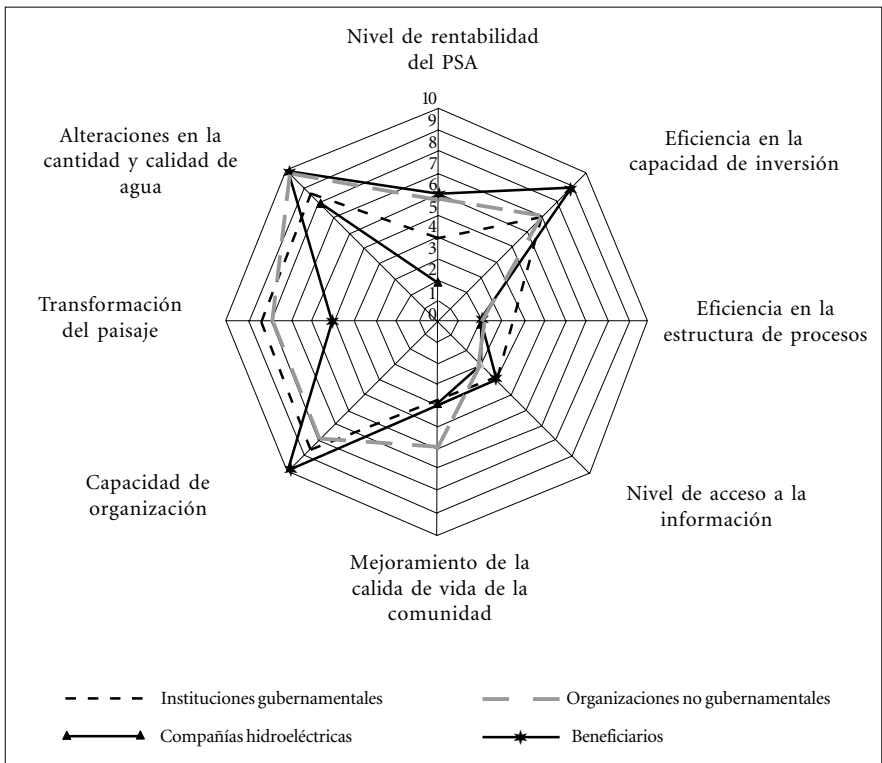 Nivel de rentabilidad
del PSA
Alteraciones en la
cantidad y calidad de
agua
Eficiencia en la
capacidad de inversión
10
9
8
7
6
5
4
3
2
1
0
Transformación
del paisaje
Eficiencia en la
estructura de procesos
Capacidad de
organización
Nivel de acceso a la
información
Mejoramiento de la
calida de vida de la
comunidad
Instituciones gubernamentales
Organizaciones no gubernamentales
Compañías hidroeléctricas
Beneficiarios